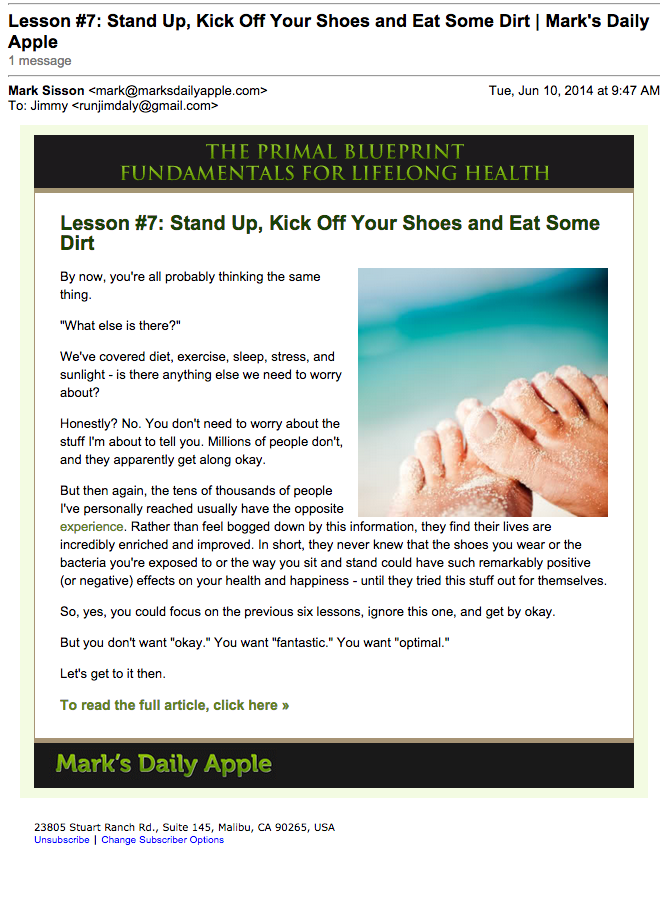 Lesson #7: Stand Up, Kick Off Your Shoes and Eat Some Dirt | Mark's Daily
Apple
1 message
Mark Sisson <mark@marksdailyapple.com> Tue, Jun 10, 2014 at 9:47 AM
To: Jimmy <runjimdaly@gmail.com>
THE PRIMAL BLUEPRINT
FUNDAMENTALS FOR LIFELONG HEALTH
Lesson #7: Stand Up, Kick Off Your Shoes and Eat Some
Dirt
By now, you're all probably thinking the same
thing.
"What else is there?"
We've covered diet, exercise, sleep, stress, and
sunlight - is there anything else we need to worry
about?
Honestly? No. You don't need to worry about the
stuff I'm about to tell you. Millions of people don't,
and they apparently get along okay.
But then again, the tens of thousands of people
I've personally reached usually have the opposite
experience. Rather than feel bogged down by this information, they find their lives are
incredibly enriched and improved. In short, they never knew that the shoes you wear or the
bacteria you're exposed to or the way you sit and stand could have such remarkably positive
(or negative) effects on your health and happiness - until they tried this stuff out for themselves.
So, yes, you could focus on the previous six lessons, ignore this one, and get by okay.
But you don't want "okay." You want "fantastic." You want "optimal."
Let's get to it then.
To read the full article, click here »
Mark's Daily Apple
23805 Stuart Ranch Rd., Suite 145, Malibu, CA 90265, USA
Unsubscribe | Change Subscriber Options